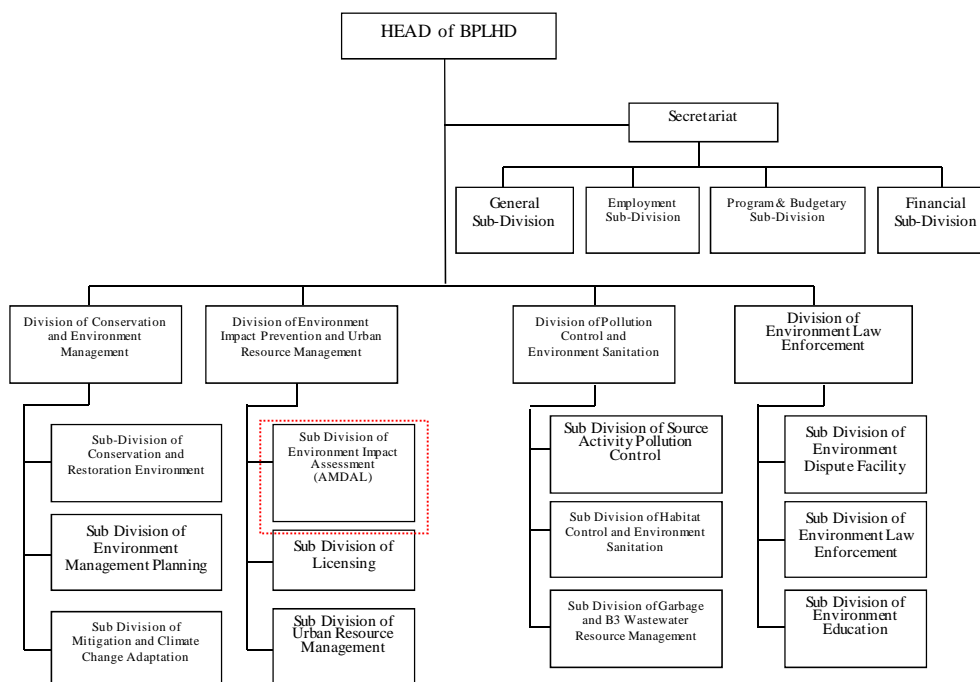 HEAD of BPLHD
Secretariat
General
Sub-Division
Employment
Sub-Division
Program & Budgetary
Sub-Division
Financial
Sub-Division
Division of Conservation
and Environment
Management
Division of Environment
Impact Prevention and Urban
Resource Management
Division of Pollution
Control and
Environment Sanitation
Division of
Environment Law
Enforcement
Sub-Division of
Conservation and
Restoration Environment
Sub Division of
Environment
Management Planning
Sub Division of
Mitigation and Climate
Change Adaptation
Sub Division of
Environment Impact
Assessment
(AMDAL)
Sub Division of
Licensing
Sub Division of
Urban Resource
Management
Sub Division of Source
Activity Pollution
Control
Sub Division of Habitat
Control and Environment
Sanitation
Sub Division of Garbage
and B3 Wastewater
Resource Management
Sub Division of
Environment
Dispute Facility
Sub Division of
Environment Law
Enforcement
Sub Division of
Environment
Education